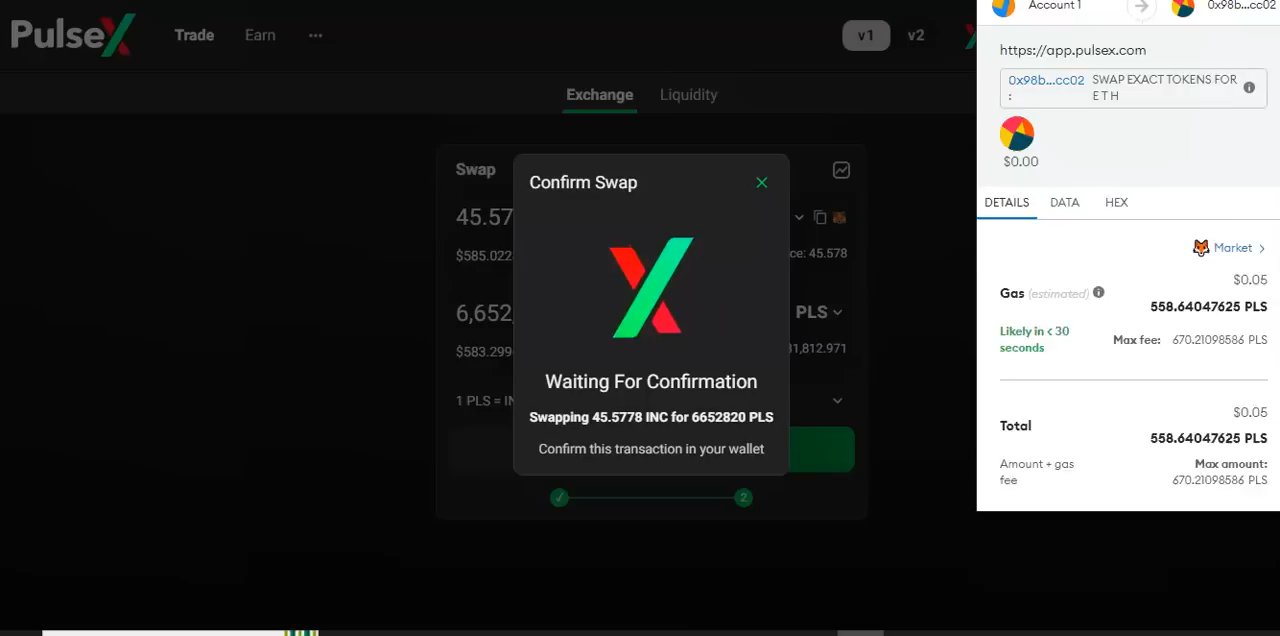 PulseX
Trade
Earn
...
v1
v2
Exchange
Liquidity
Swap
45.57
$585.022
ce: 45.578
6,652,
PLS
$583.299
31,812.971
1 PLS = IN
Confirm Swap
Waiting For Confirmation
Swapping 45.5778 INC for 6652820 PLS
Confirm this transaction in your wallet
2
Account 1
0x98b...cc02
https://app.pulsex.com
0x98b...cc02 SWAP EXACT TOKENS FOR
: E T H
$0.00
DETAILS DATA HEX
Market >
$0.05
Gas (estimated)
558.64047625 PLS
Likely in < 30
seconds
Max fee: 670.21098586 PLS
$0.05
Total
558.64047625 PLS
Amount + gas
fee
Max amount:
670.21098586 PLS